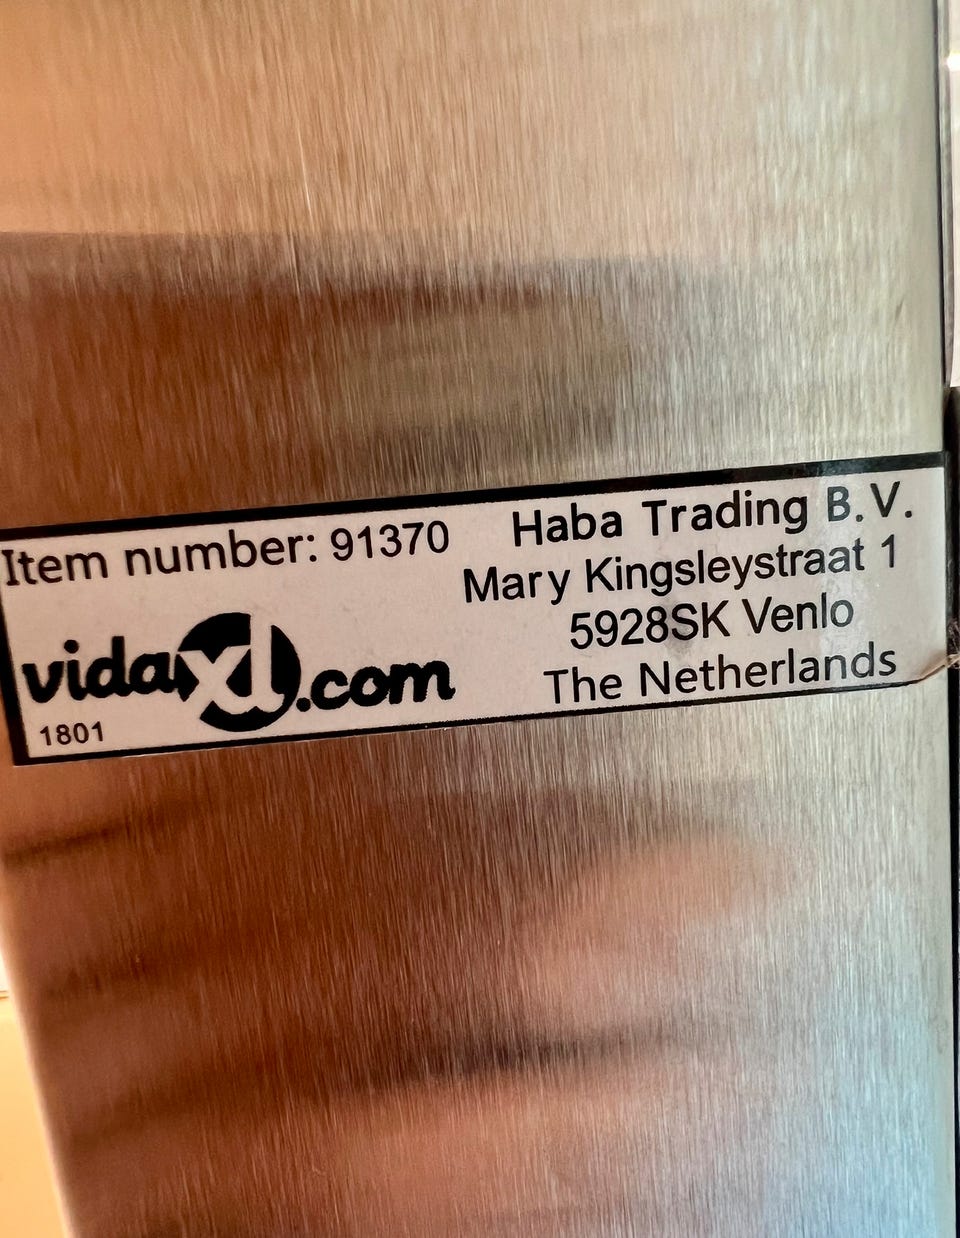 Item number: 91370
vidaxl.com
1801
Haba Trading B.V.
Mary Kingsleystraat 1
5928SK Venlo
The Netherlands